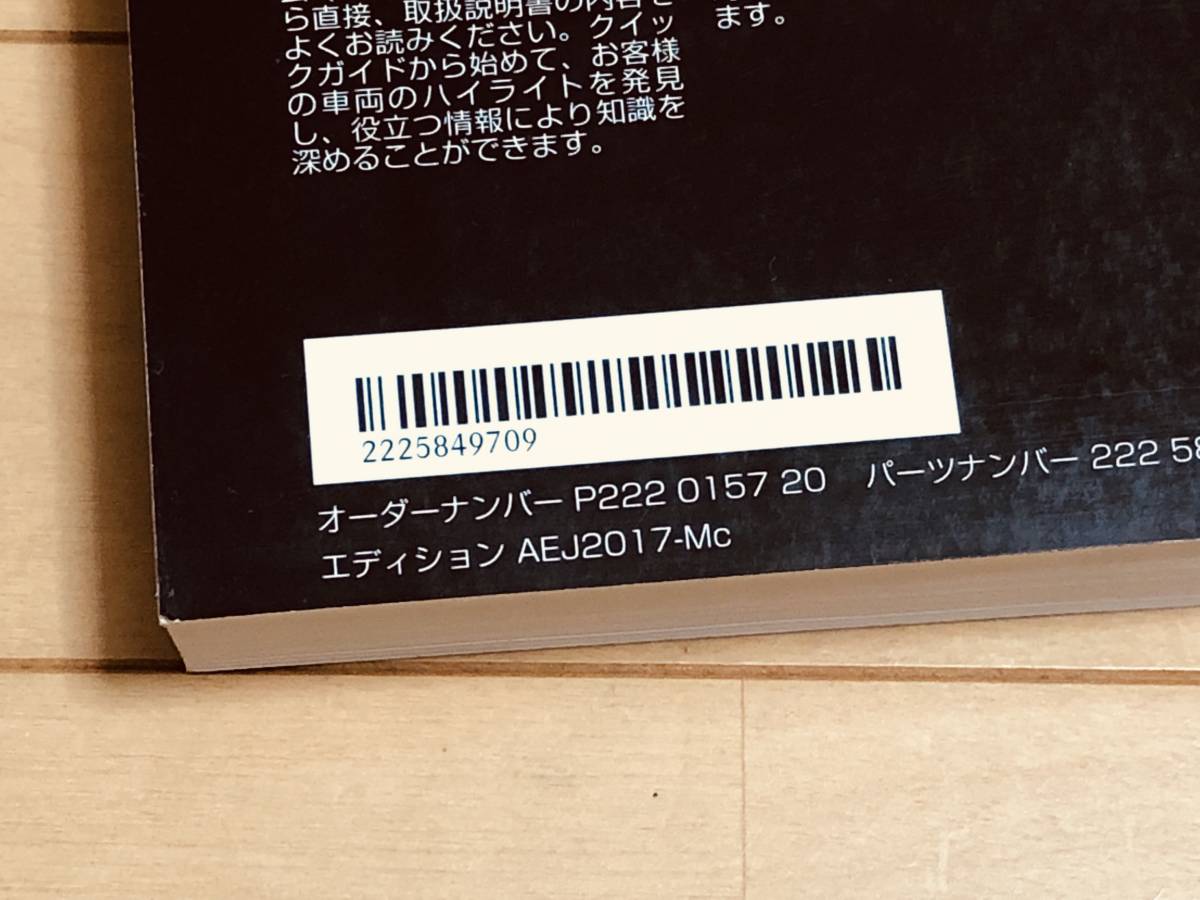 ら直接、取扱説明書の内容を
よくお読みください。クイッ
クガイドから始めて、お客様
の車両のハイライトを発見
し、役立つ情報により知識を
深めることができます。
ます。
2225849709
オーダーナンバー P222 0157 20 パーツナンバー 222 58
エディション AEJ2017-Mc